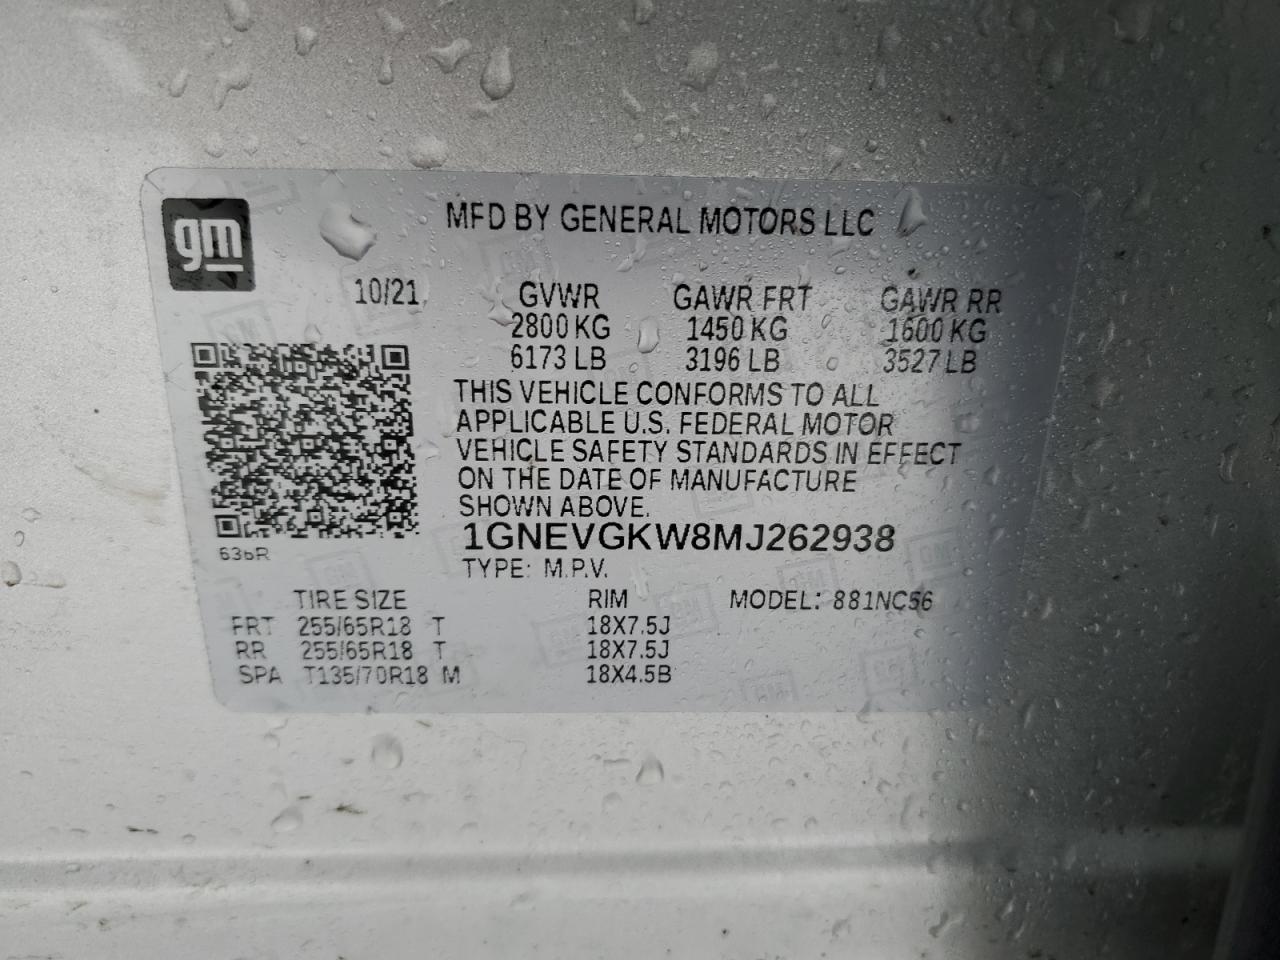 gm
MFD BY GENERAL MOTORS LLC
10/21 GVWR GAWR FRT GAWR RR
2800 KG 1450 KG 1600 KG
6173 LB 3196 LB 3527 LB
THIS VEHICLE CONFORMS TO ALL
APPLICABLE U.S. FEDERAL MOTOR
VEHICLE SAFETY STANDARDS IN EFFECT
ON THE DATE OF MANUFACTURE
SHOWN ABOVE.
1GNEVGKW8MJ262938
TYPE: M.P.V.
TIRE SIZE RIM MODEL: 881NC56
FRT 255/65R18 T 18X7.5J
RR 255/65R18 T 18X7.5J
SPA T135/70R18 M 18X4.5B